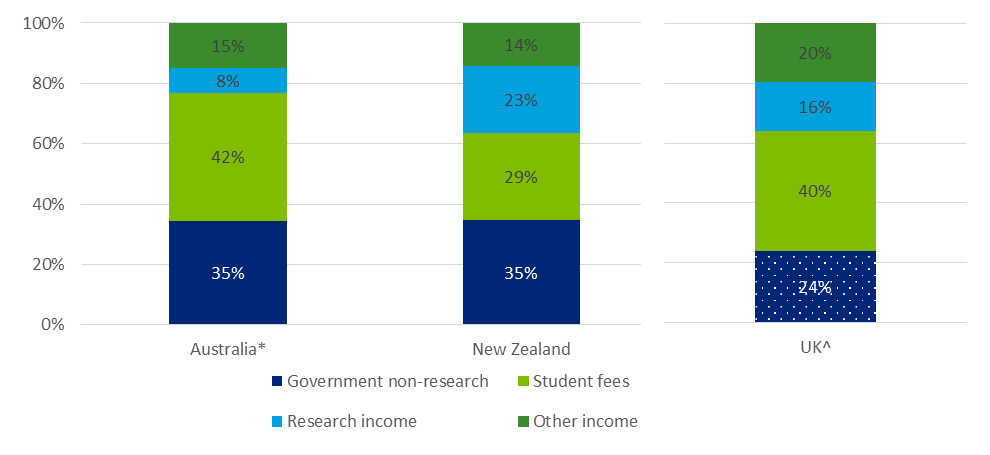 100%
80%
60%
40%
20%
0%
15%
8%
42%
35%
14%
23%
29%
35%
20%
16%
40%
24%
Australia*
New Zealand
UK^
Government non-research
Student fees
Research income
Other income